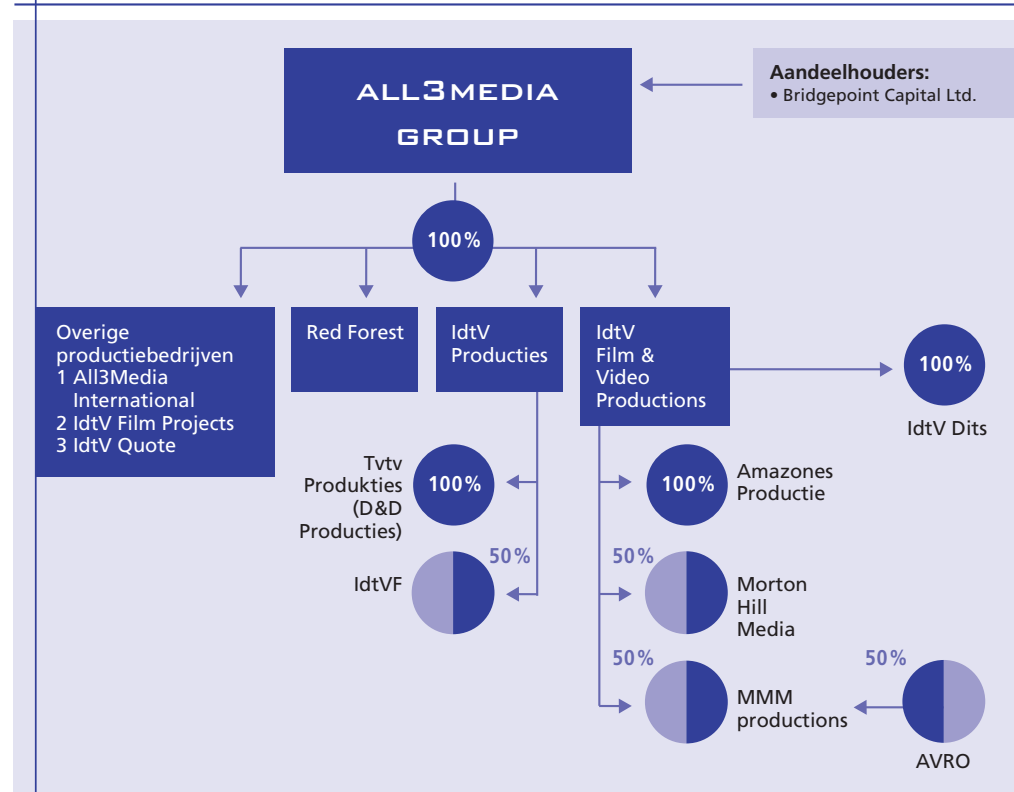 ALL3MEDIA
GROUP
Aandeelhouders:
• Bridgepoint Capital Ltd.
100%
Overige
productiebedrijven
1 All3Media
International
2 IdtV Film Projects
3 IdtV Quote
Red Forest
IdtV
Producties
IdtV
Film &
Video
Productions
100%
IdtV Dits
Tvtv
Produkties
(D&D
Producties)
100%
50%
IdtVF
100%
Amazones
Productie
50%
Morton
Hill
Media
50%
MMM
productions
50%
AVRO